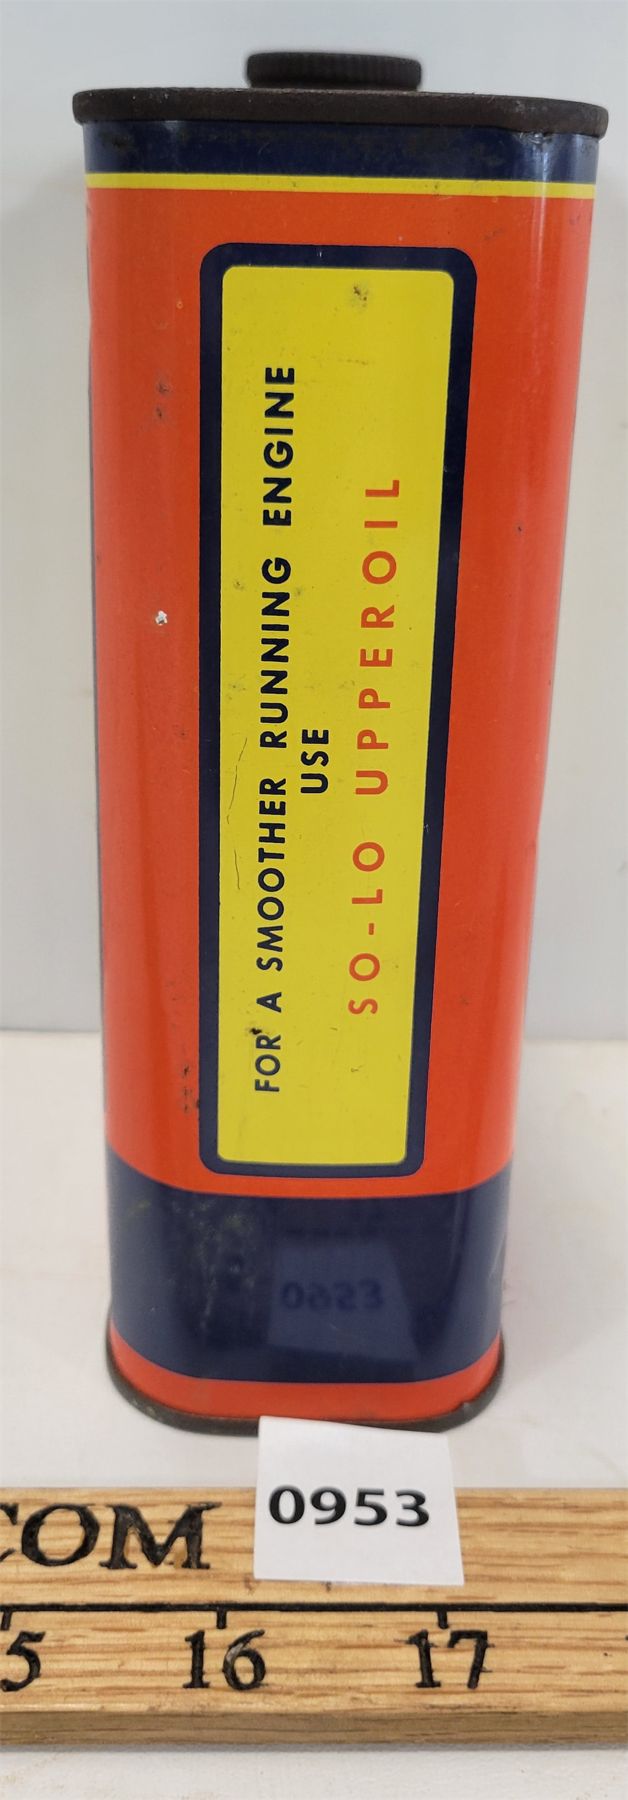 FOR A SMOOTHER RUNNING ENGINE
USE
SO-LO UPPEROIL
0953
COM
5 16 17